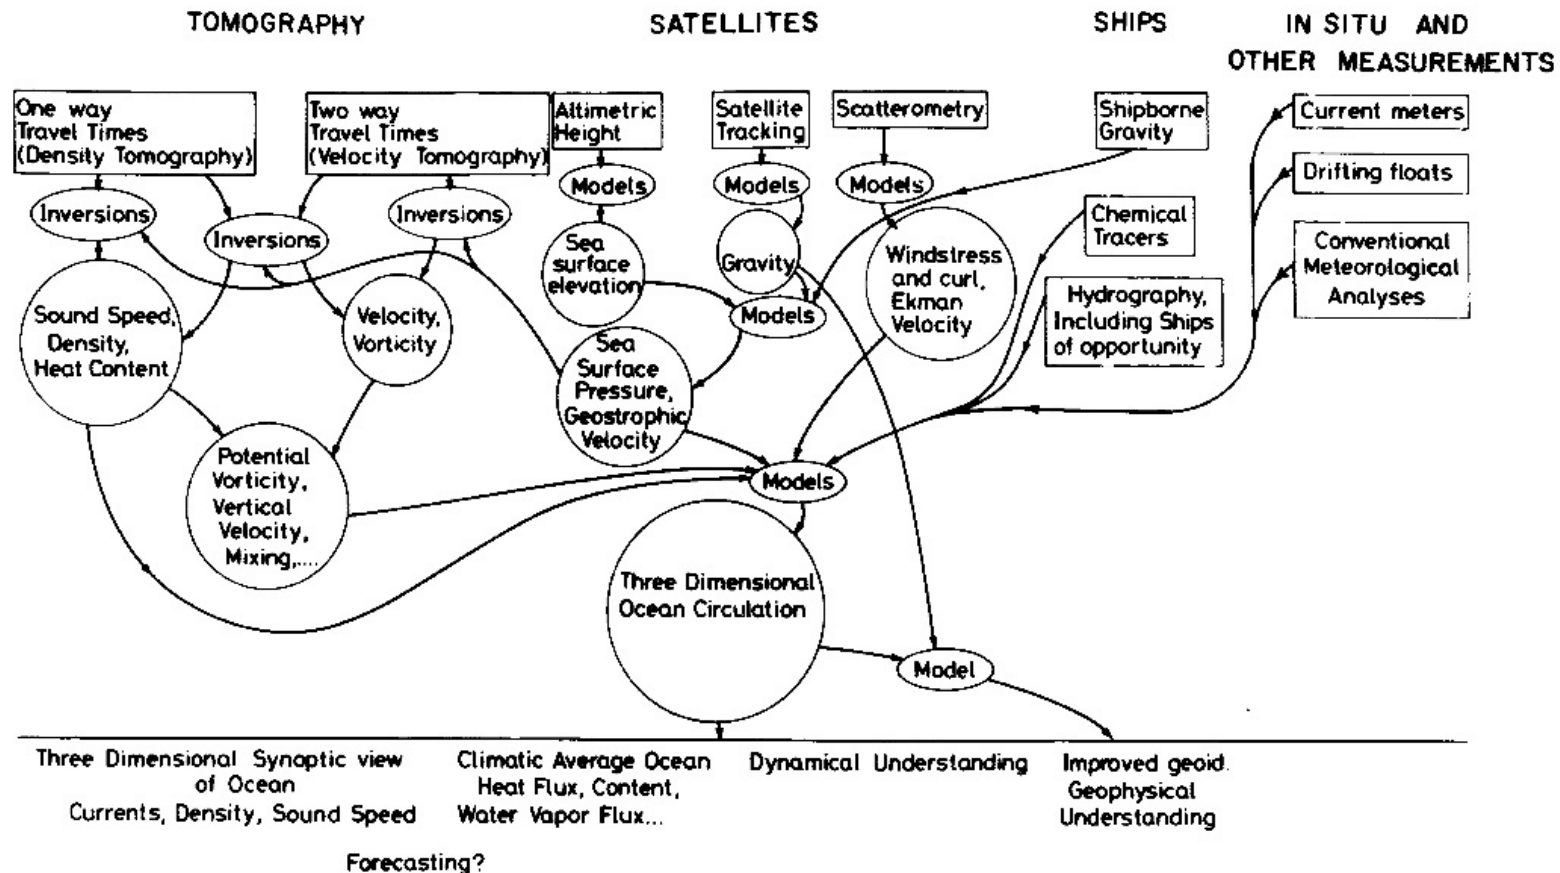 TOMOGRAPHY
SATELLITES
SHIPS
IN SITU AND
OTHER MEASUREMENTS
One way
Travel Times
(Density Tomography)
Two way
Travel Times
(Velocity Tomography)
Altimetric
Height
Satellite
Tracking
Scatterometry
Shipborne
Gravity
Current meters
Drifting floats
Conventional
Meteorological
Analyses
Chemical
Tracers
Hydrography,
Including Ships
of opportunity
Inversions
Inversions
Inversions
Models
Models
Models
Sea
surface
elevation
Gravity
Windstress
and curl,
Ekman
Velocity
Models
Sound Speed,
Density,
Heat Content
Velocity,
Vorticity
Sea
Surface
Pressure,
Geostrophic
Velocity
Potential
Vorticity,
Vertical
Velocity,
Mixing,....
Models
Three Dimensional
Ocean Circulation
Model
Three Dimensional Synoptic view
of Ocean
Currents, Density, Sound Speed
Climatic Average Ocean
Heat Flux, Content,
Water Vapor Flux...
Dynamical Understanding
Improved geoid.
Geophysical
Understanding
Forecasting?